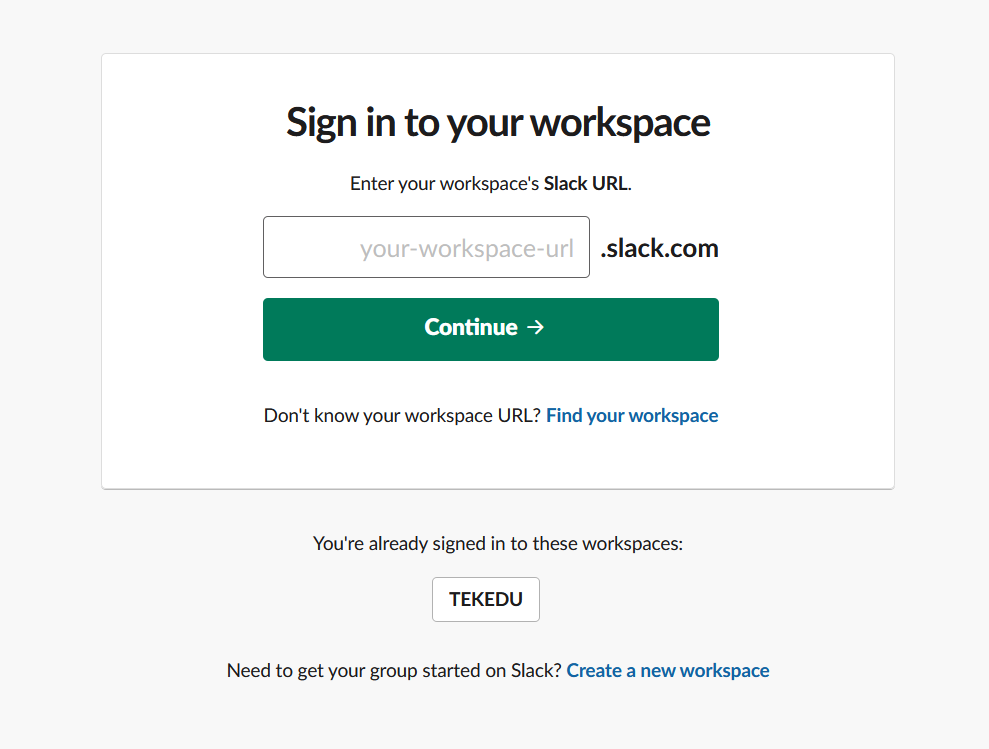 Sign in to your workspace
Enter your workspace's Slack URL.
your-workspace-url .slack.com
Continue →
Don't know your workspace URL? Find your workspace
You're already signed in to these workspaces:
TEKEDU
Need to get your group started on Slack? Create a new workspace